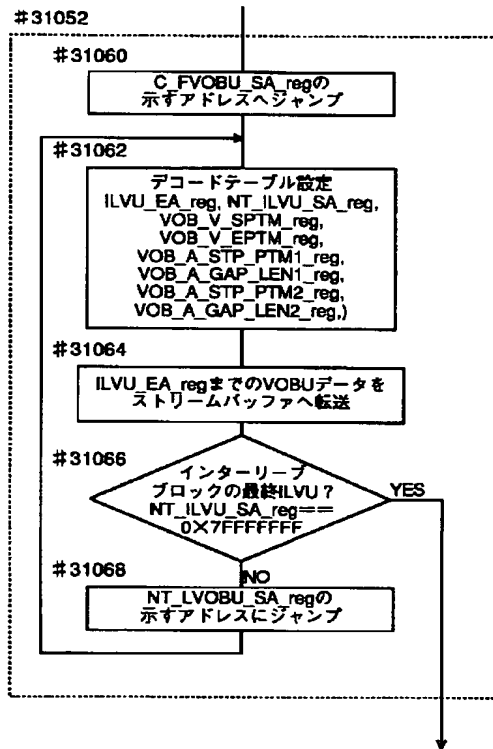 #31052
#31060
C_FVOBU_SA_regの
示すアドレスへジャンプ
#31062
デコードテーブル設定
ILVU_EA_reg, NT_ILVU_SA_reg,
VOB_V_SPTM_reg,
VOB_V_EPTM_reg,
VOB_A_STP_PTM1_reg,
VOB_A_GAP_LEN1_reg,
VOB_A_STP_PTM2_reg,
VOB_A_GAP_LEN2_reg,)
#31064
ILVU_EA_regまでのVOBUデータを
ストリームバッファへ転送
#31066
インターリーブ
ブロックの最終ILVU?
NT_ILVU_SA_reg==
0×7FFFFFFF
YES
NO
#31068
NT_LVOBU_SA_regの
示すアドレスにジャンプ